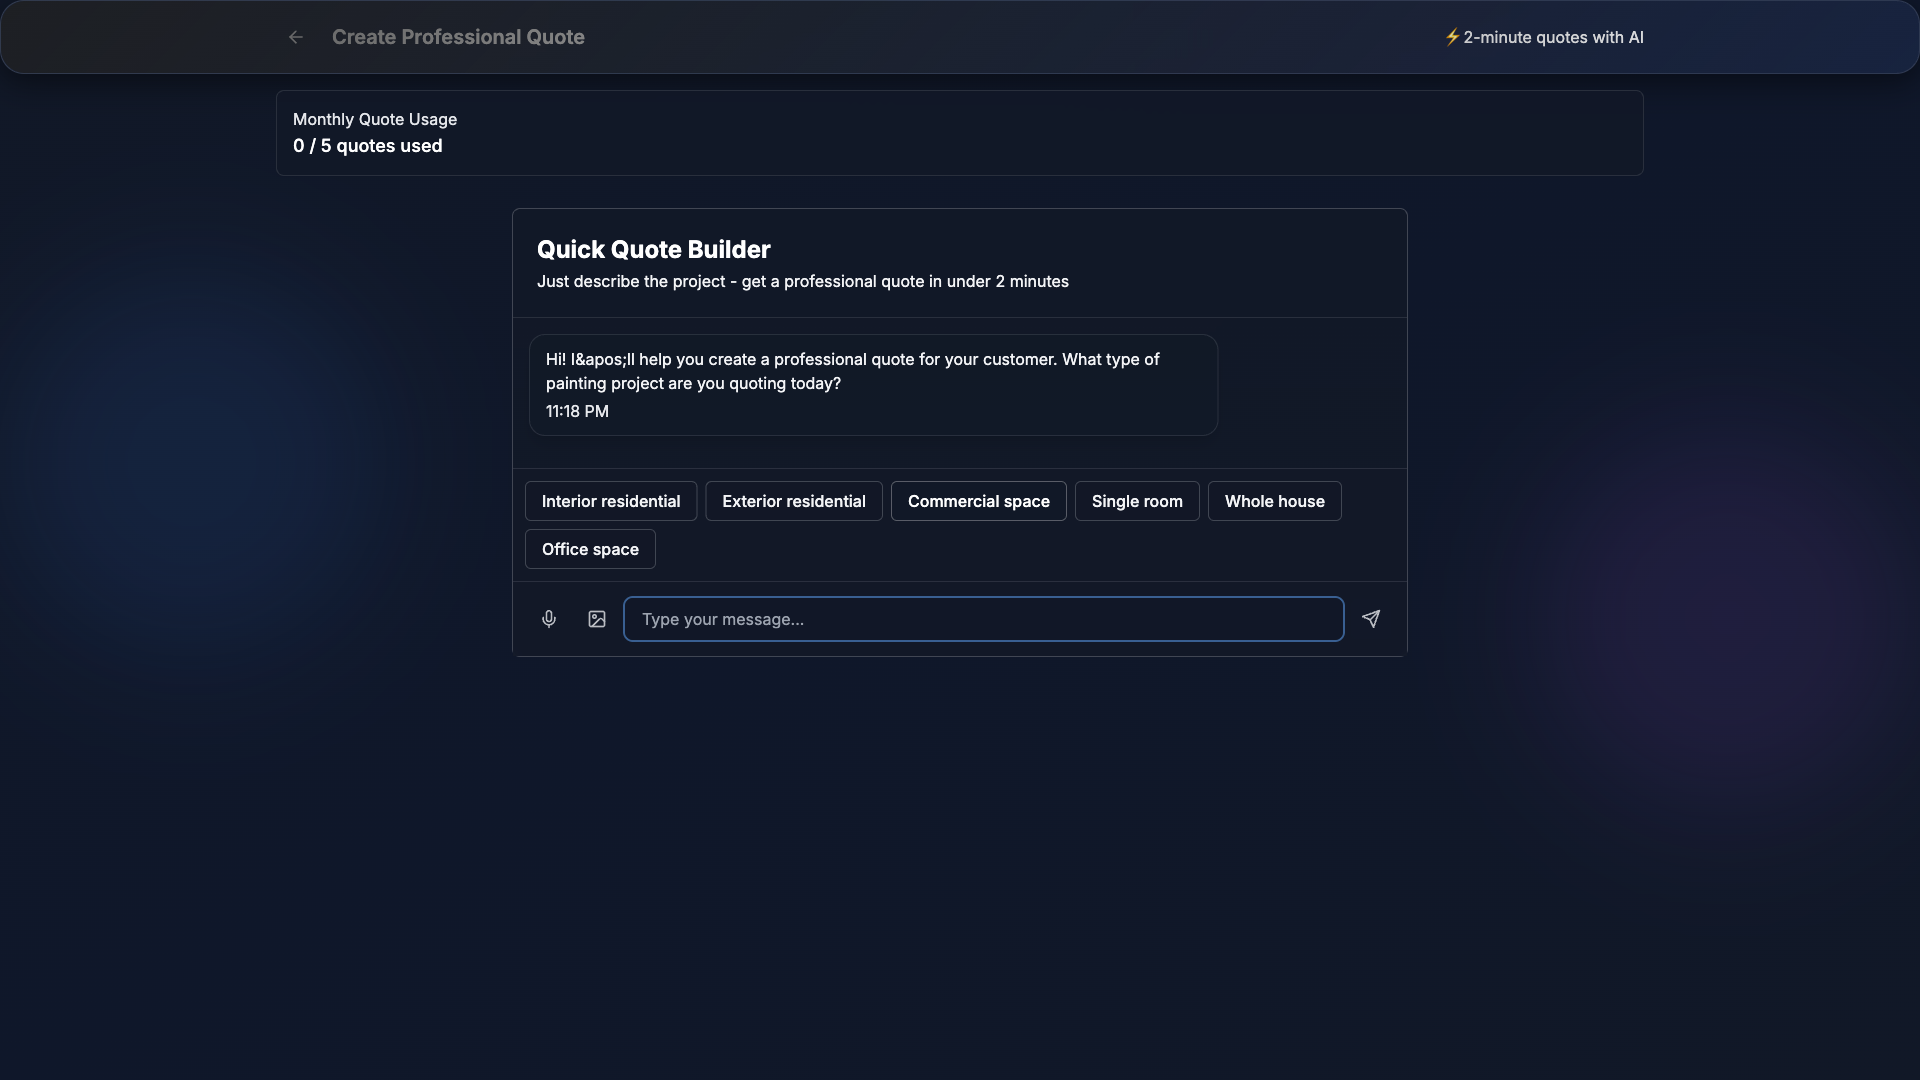 Create Professional Quote
⚡2-minute quotes with AI
Monthly Quote Usage
0 / 5 quotes used
Quick Quote Builder
Just describe the project - get a professional quote in under 2 minutes
Hi! I&apos;ll help you create a professional quote for your customer. What type of
painting project are you quoting today?
11:18 PM
Interior residential
Exterior residential
Commercial space
Single room
Whole house
Office space
Type your message...